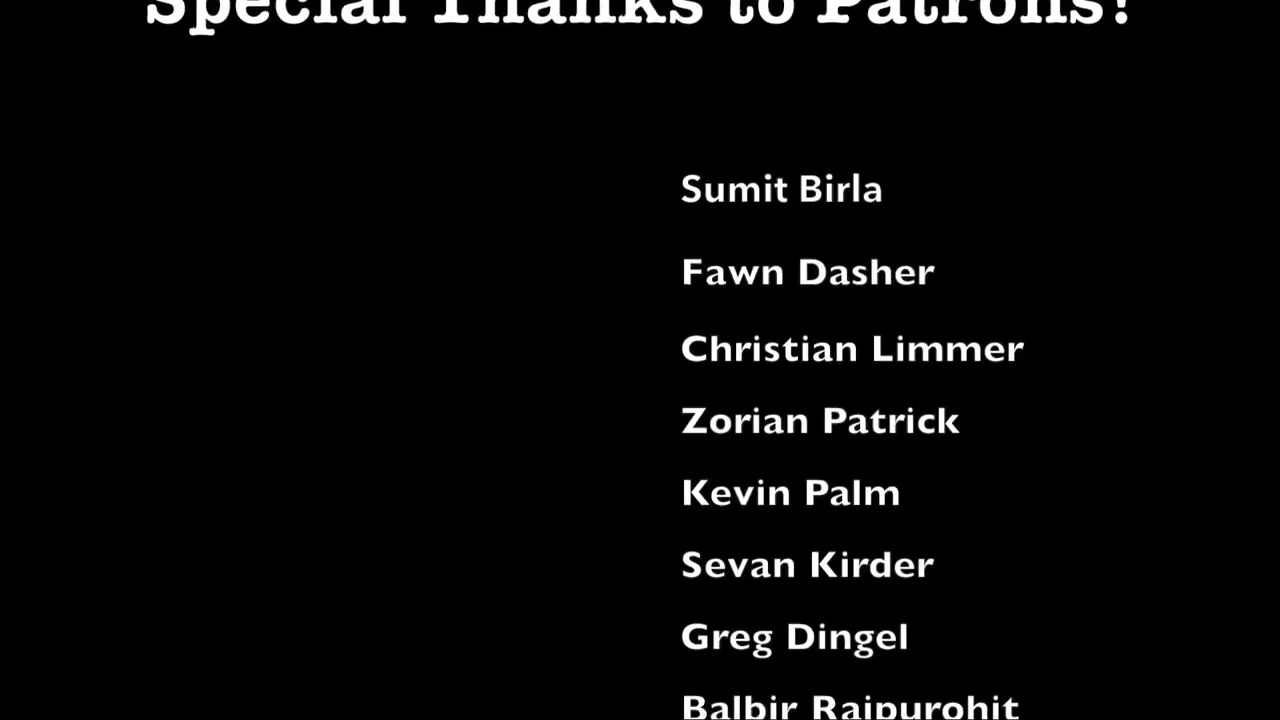 Special Thanks to Patrons!
Sumit Birla
Fawn Dasher
Christian Limmer
Zorian Patrick
Kevin Palm
Sevan Kirder
Greg Dingel
Balbir Rajpurohit